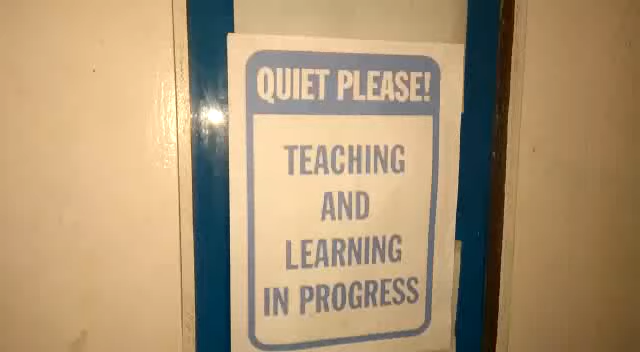 QUIET PLEASE!
TEACHING
AND
LEARNING
IN PROGRESS